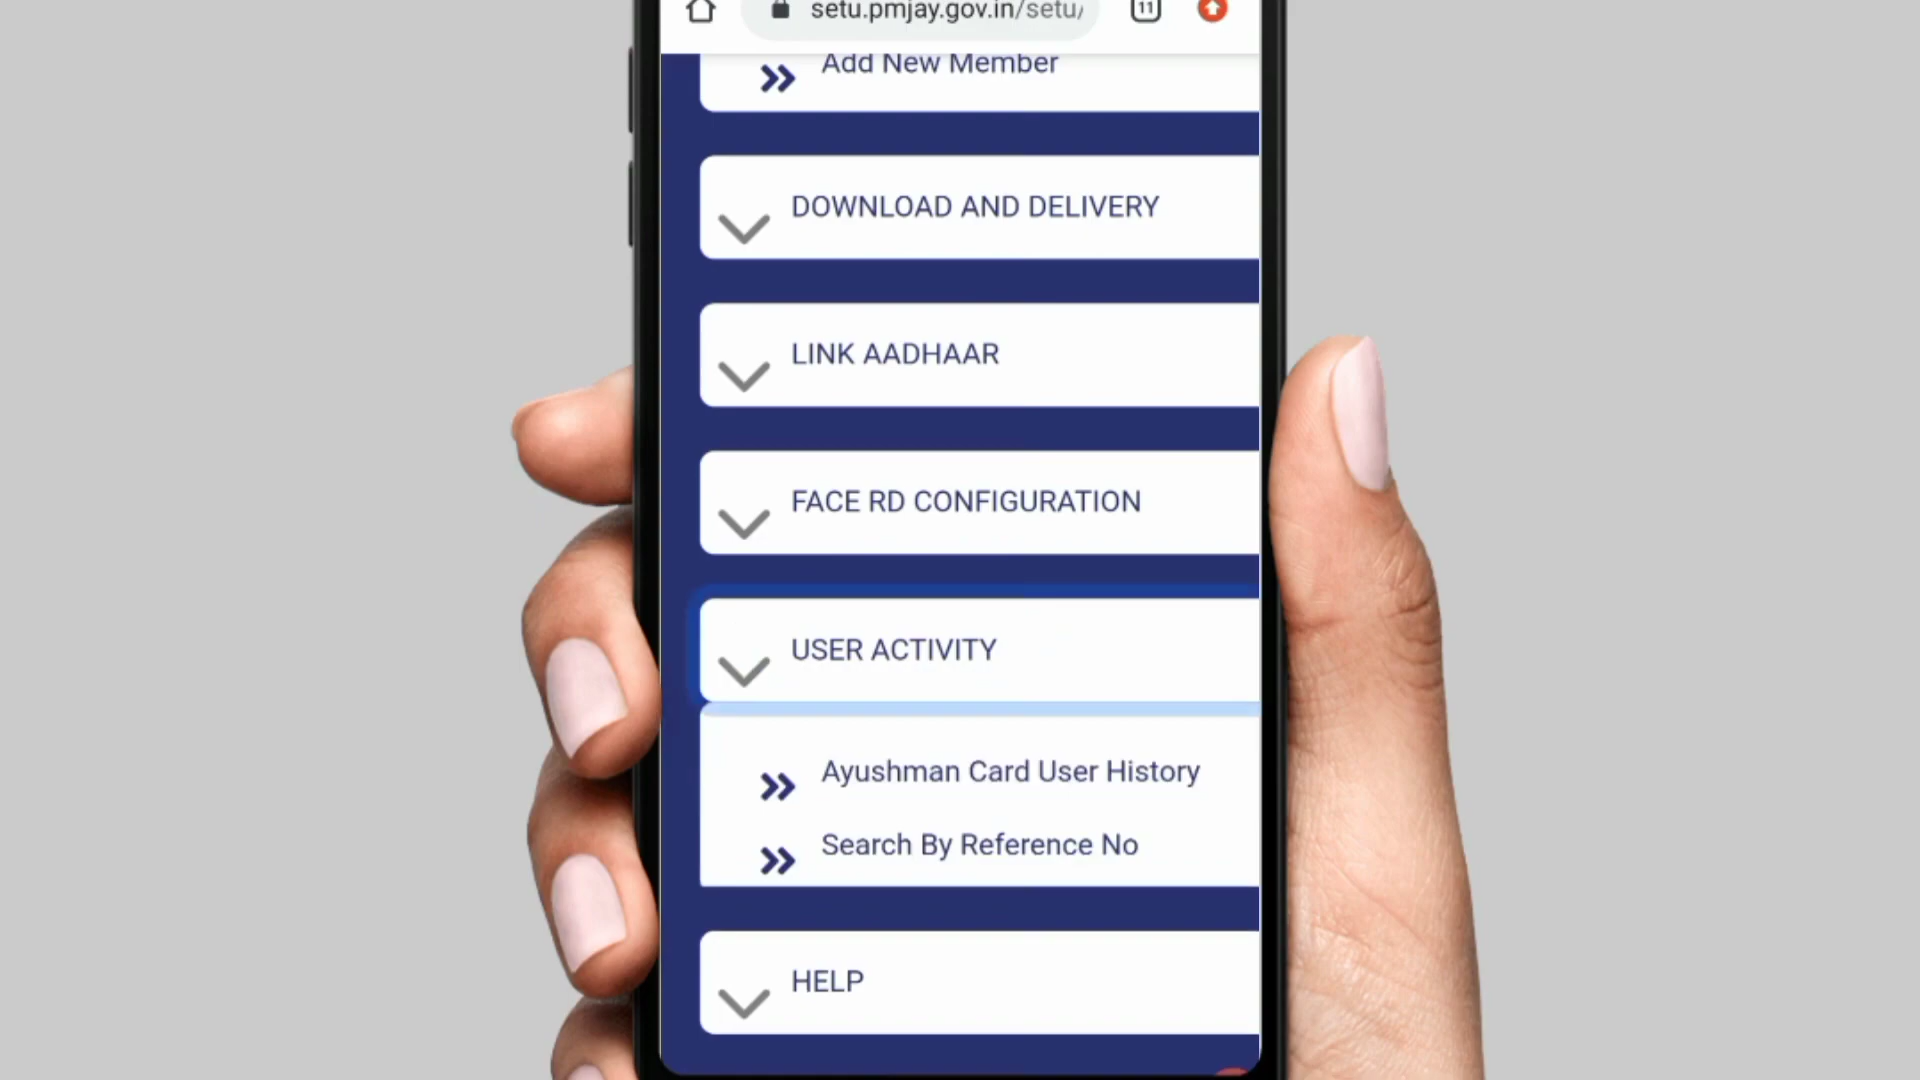 setu.pmjay.gov.in/setu/
11
Add New Member
DOWNLOAD AND DELIVERY
LINK AADHAAR
FACE RD CONFIGURATION
USER ACTIVITY
Ayushman Card User History
Search By Reference No
HELP